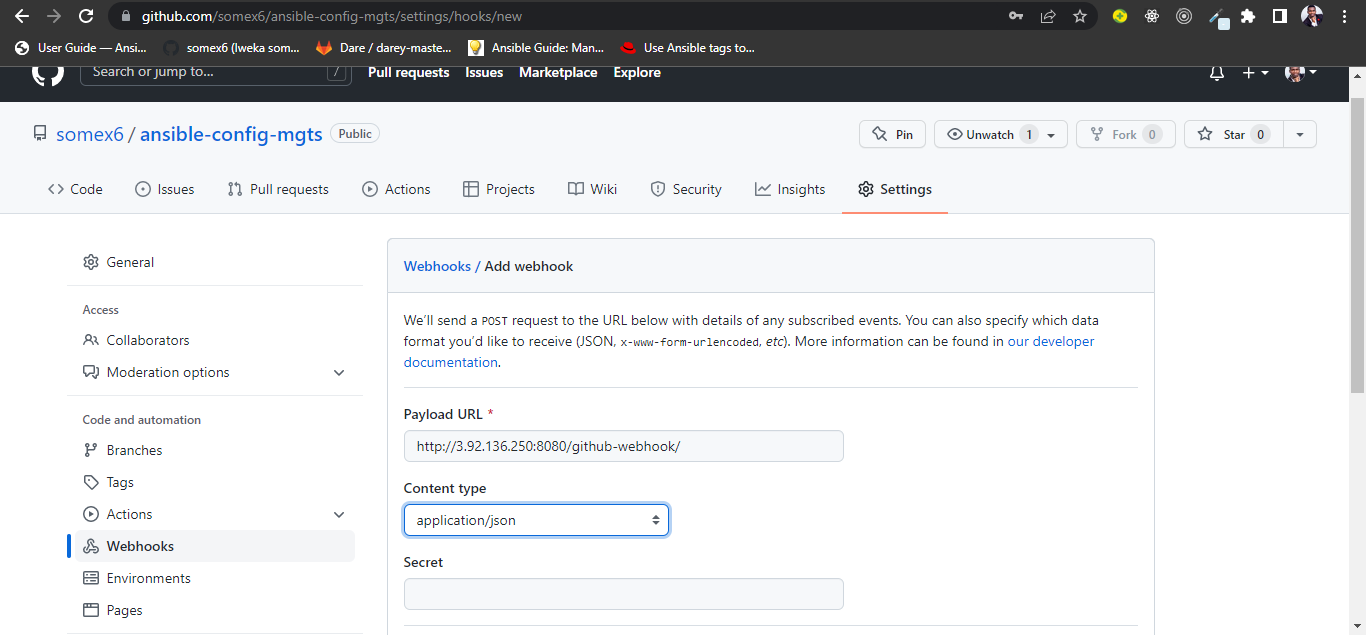 github.com/somex6/ansible-config-mgts/settings/hooks/new
User Guide — Ansi... somex6 (Iweka som... Dare / darey-maste... Ansible Guide: Man... Use Ansible tags to...
Search or jump to... / Pull requests Issues Marketplace Explore
somex6 / ansible-config-mgts Public Pin Unwatch 1 Fork 0 Star 0
Code Issues Pull requests Actions Projects Wiki Security Insights Settings
General
Access
Collaborators
Moderation options
Code and automation
Branches
Tags
Actions
Webhooks
Environments
Pages
Webhooks / Add webhook
We’ll send a POST request to the URL below with details of any subscribed events. You can also specify which data
format you’d like to receive (JSON, x-www-form-urlencoded, etc). More information can be found in our developer
documentation.
Payload URL *
http://3.92.136.250:8080/github-webhook/
Content type
application/json
Secret